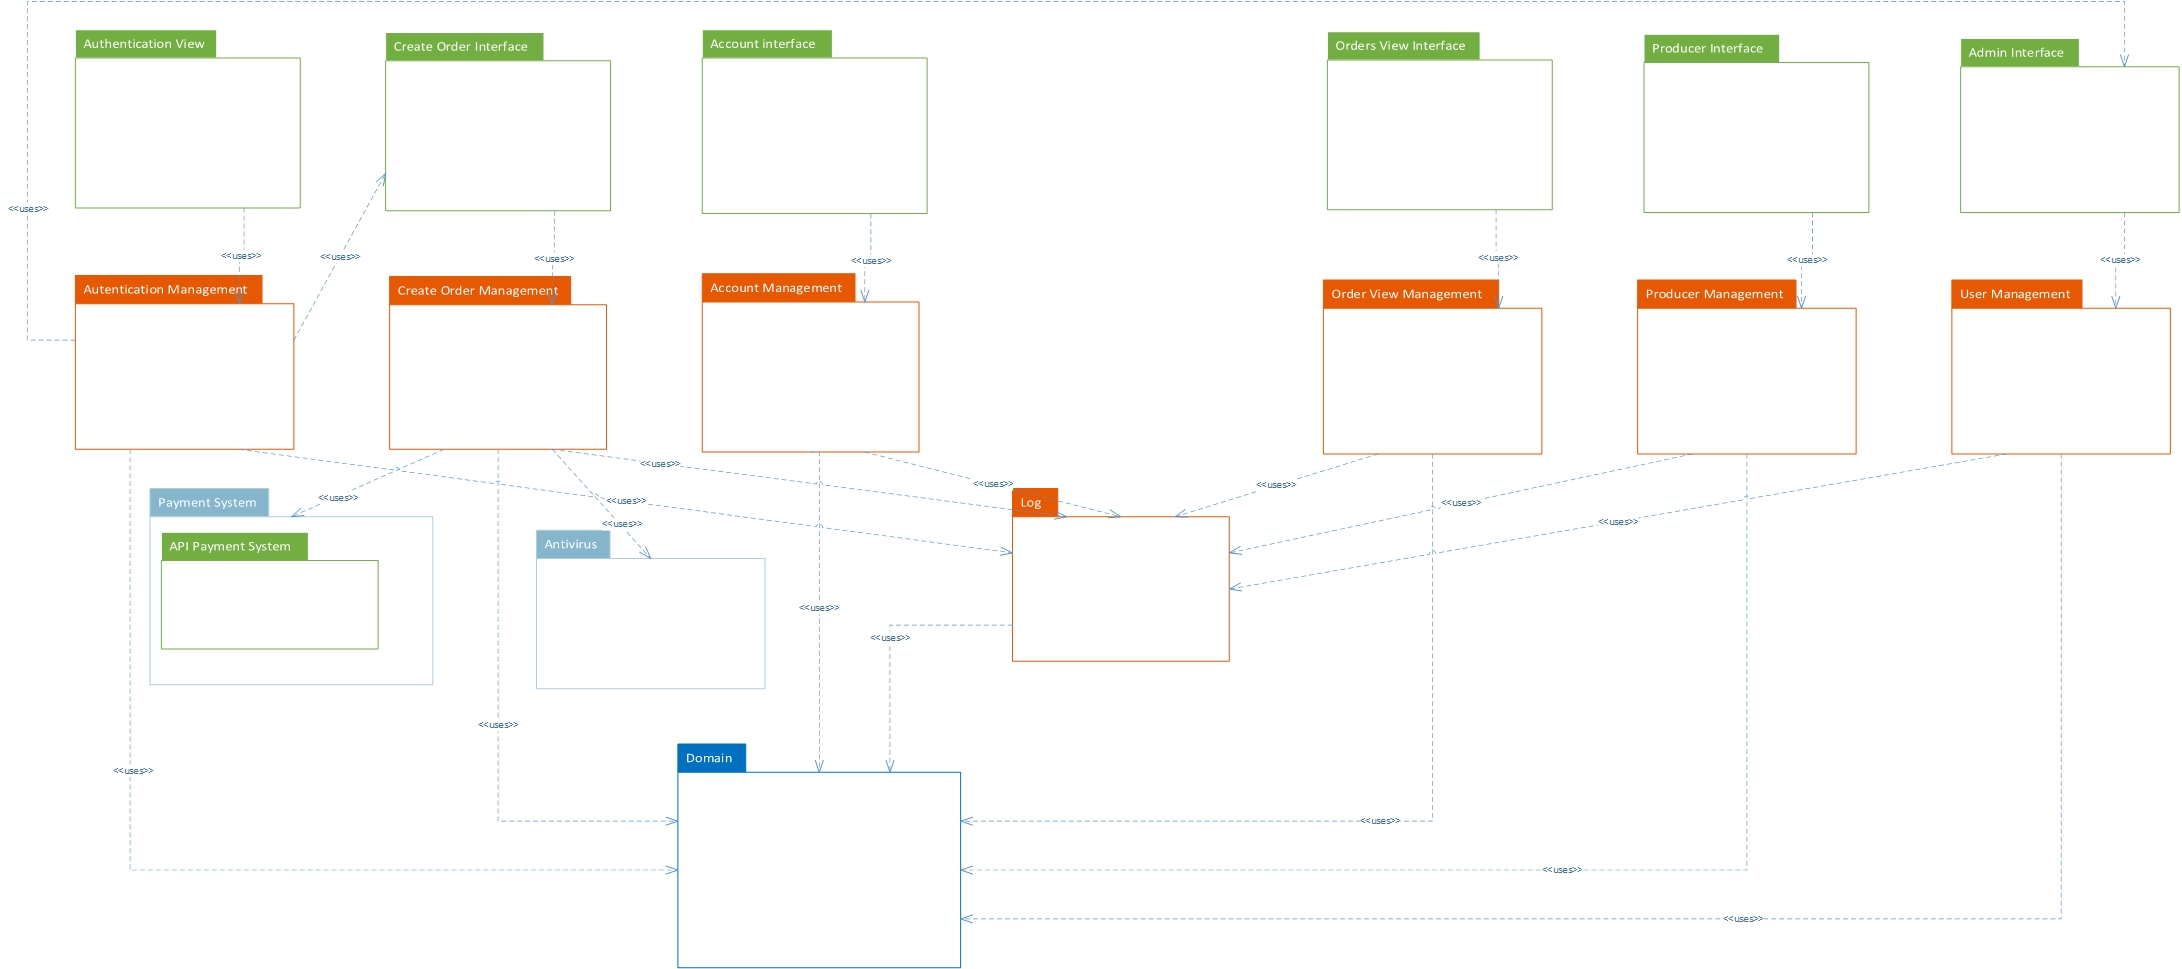 Authentication View
Create Order Interface
Account interface
Orders View Interface
Producer Interface
Admin Interface
<<uses>>
<<uses>>
<<uses>>
<<uses>>
<<uses>>
<<uses>>
<<uses>>
<<uses>>
Autentication Management
Create Order Management
Account Management
Order View Management
Producer Management
User Management
<<uses>>
<<uses>>
<<uses>>
<<uses>>
<<uses>>
<<uses>>
<<uses>>
<<uses>>
Payment System
Log
Antivirus
API Payment System
<<uses>>
<<uses>>
<<uses>>
<<uses>>
Domain
<<uses>>
<<uses>>
<<uses>>
<<uses>>